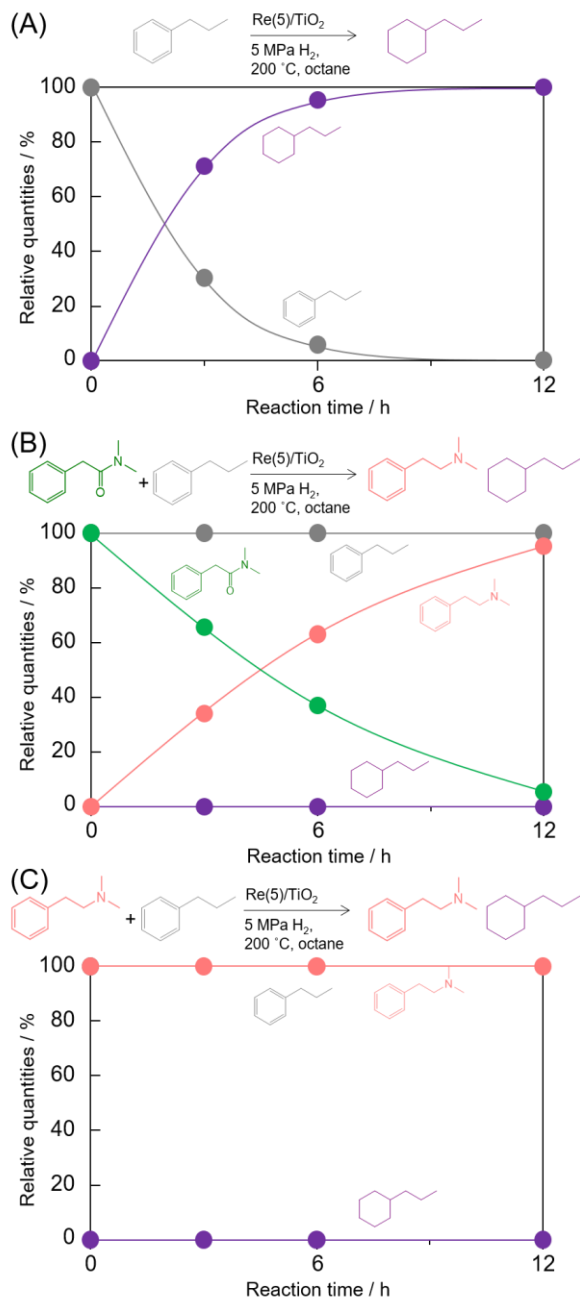 (A)
Re(5)/TiO₂
5 MPa H₂,
200 ˚C, octane
Relative quantities / %
100
80
60
40
20
0
0
6
12
Reaction time / h
(B)
N
O
+
Re(5)/TiO₂
5 MPa H₂,
200 ˚C, octane
N
Relative quantities / %
100
80
60
40
20
0
N
O
N
0
6
12
Reaction time / h
(C)
N
+
Re(5)/TiO₂
5 MPa H₂,
200 ˚C, octane
N
Relative quantities / %
100
80
60
40
20
0
N
0
6
12
Reaction time / h